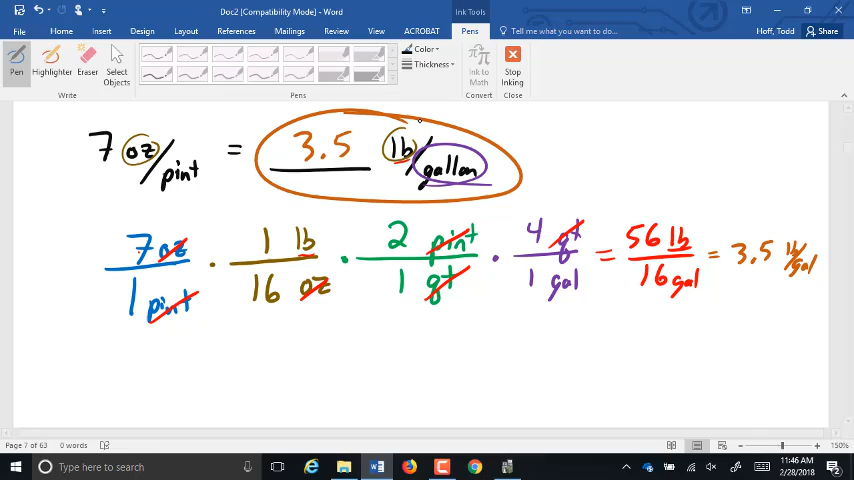 Doc2 [Compatibility Mode] - Word
Ink Tools
Hoff, Todd
File Home Insert Design Layout References Mailings Review View ACROBAT Pens Tell me what you want to do... Share
Pen Highlighter Eraser Select Objects
Color
Thickness
Ink to Math
Stop Inking
Write Pens Convert Close
7 oz/pint = 3.5 lb/gallon
7 oz 1 lb 2 pint 4 qt 56 lb
· · · = = 3.5 lb/gal
1 pint 16 oz 1 qt 1 gal 16 gal
Page 7 of 63 0 words 150%
Type here to search
11:46 AM
2/28/2018
2